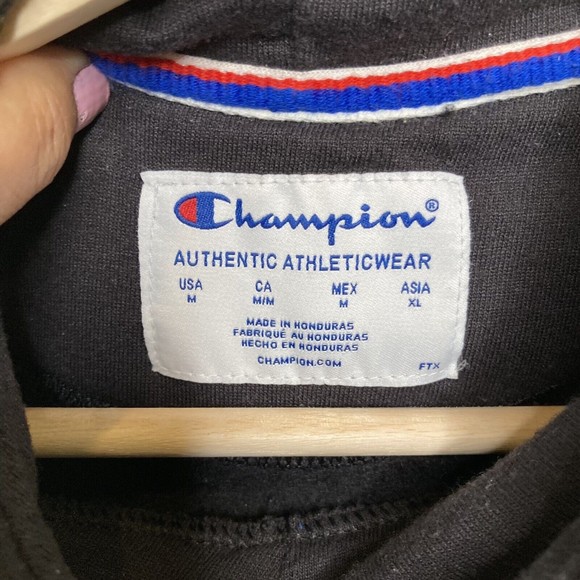 Champion®
AUTHENTIC ATHLETICWEAR
USA CA MEX ASIA
M M/M M XL
MADE IN HONDURAS
FABRIQUÉ AU HONDURAS
HECHO EN HONDURAS
CHAMPION.COM
FTX